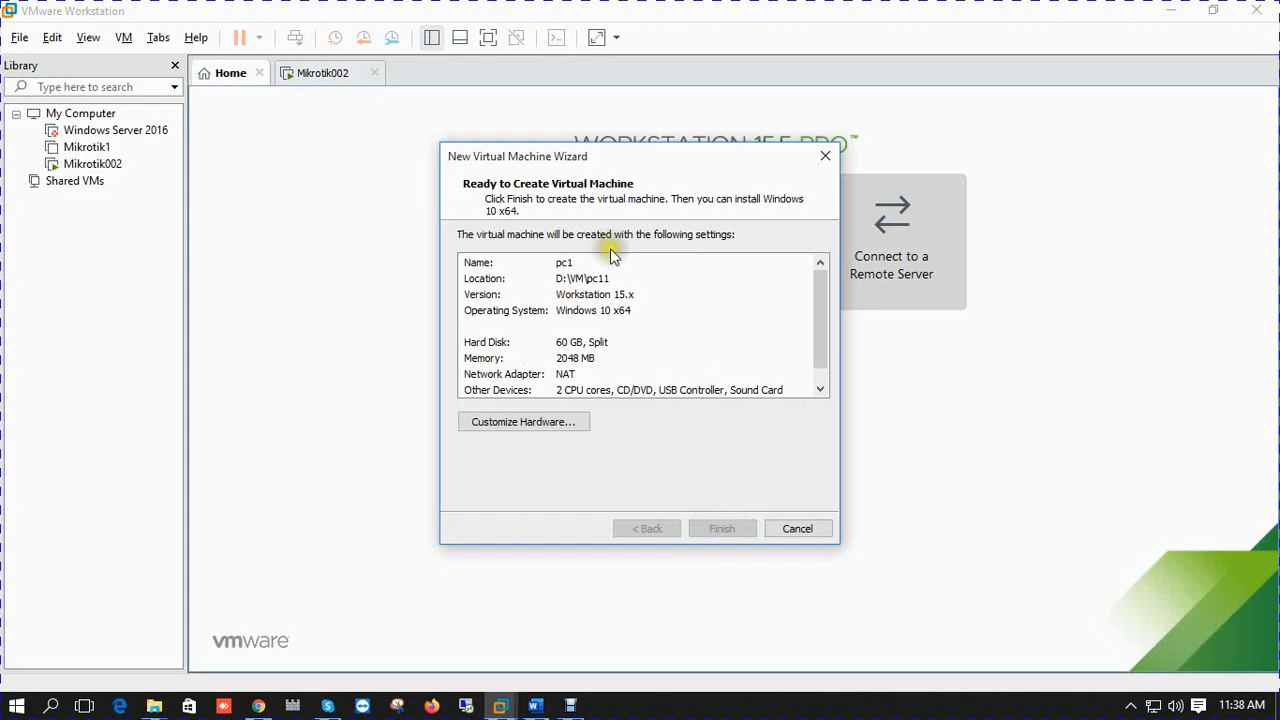 VMware Workstation
File Edit View VM Tabs Help
Library
Type here to search
My Computer
Windows Server 2016
Mikrotik1
Mikrotik002
Shared VMs
Home
Mikrotik002
WORKSTATION 15.5 PRO™
New Virtual Machine Wizard
Ready to Create Virtual Machine
Click Finish to create the virtual machine. Then you can install Windows
10 x64.
The virtual machine will be created with the following settings:
Name: pc1
Location: D:\VM\pc11
Version: Workstation 15.x
Operating System: Windows 10 x64
Hard Disk: 60 GB, Split
Memory: 2048 MB
Network Adapter: NAT
Other Devices: 2 CPU cores, CD/DVD, USB Controller, Sound Card
Customize Hardware...
< Back Finish Cancel
Connect to a
Remote Server
vmware
11:38 AM